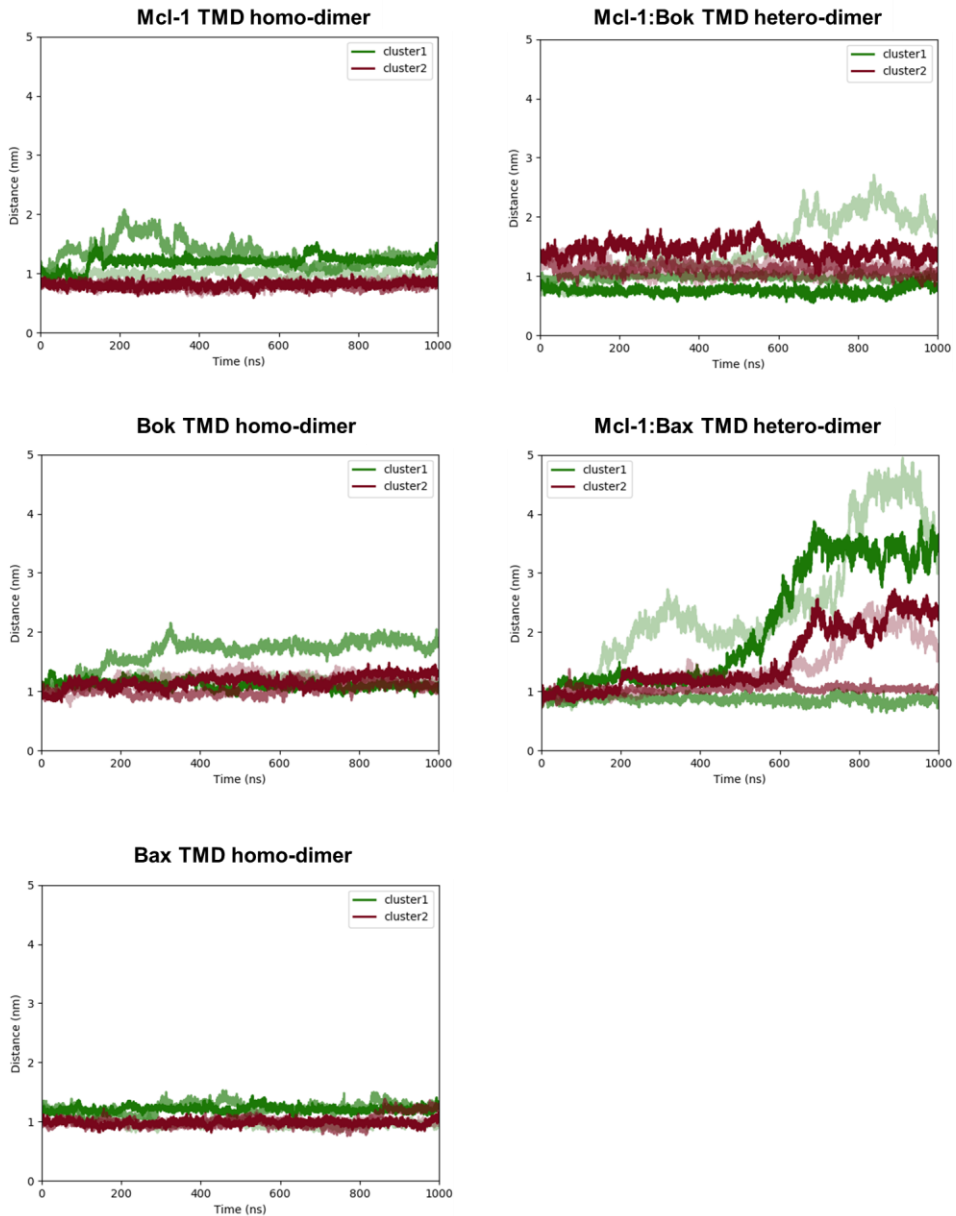 Mcl-1 TMD homo-dimer
5
4
3
2
1
0
Distance (nm)
0 200 400 600 800 1000
Time (ns)
cluster1
cluster2
Mcl-1:Bok TMD hetero-dimer
5
4
3
2
1
0
Distance (nm)
0 200 400 600 800 1000
Time (ns)
cluster1
cluster2
Bok TMD homo-dimer
5
4
3
2
1
0
Distance (nm)
0 200 400 600 800 1000
Time (ns)
cluster1
cluster2
Mcl-1:Bax TMD hetero-dimer
5
4
3
2
1
0
Distance (nm)
0 200 400 600 800 1000
Time (ns)
cluster1
cluster2
Bax TMD homo-dimer
5
4
3
2
1
0
Distance (nm)
0 200 400 600 800 1000
Time (ns)
cluster1
cluster2